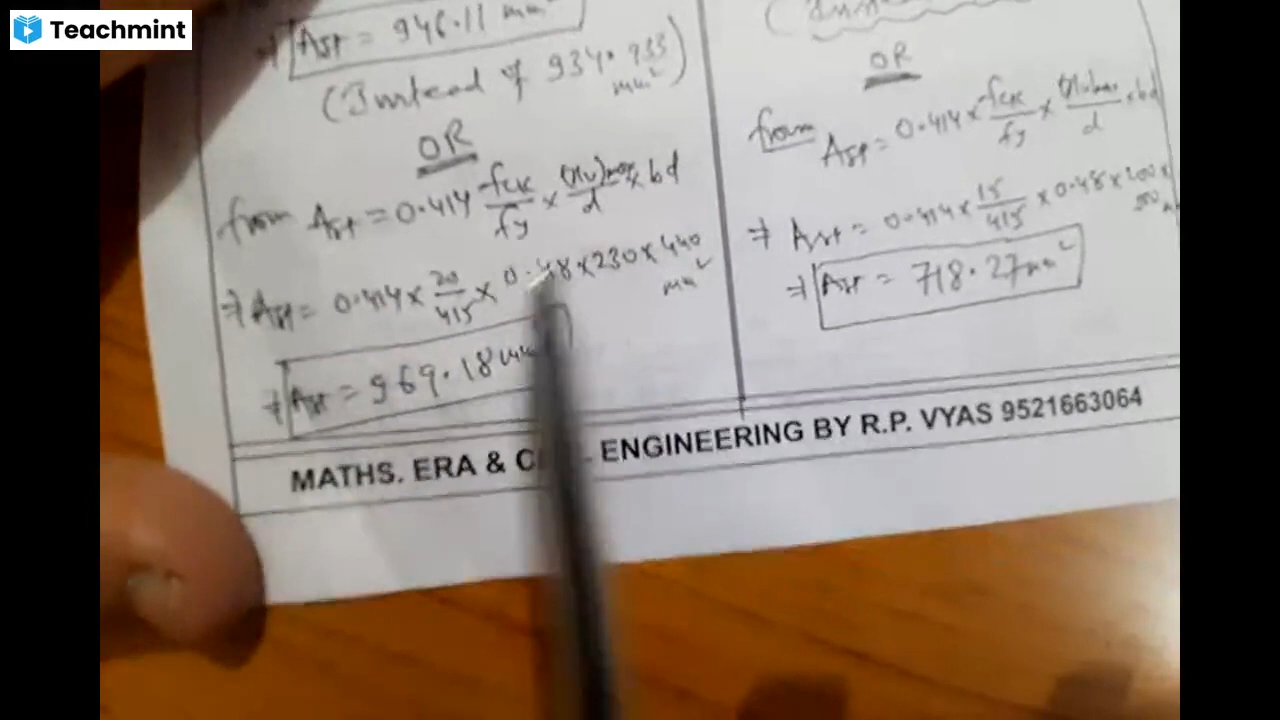 Teachmint
⇒ Ast = 946.11 mm²
(Instead of 934.933
mm²)
OR
from Ast = 0.414 fck/fy × (xu)max/d × bd
⇒ Ast = 0.414 × 20/415 × 0.48 × 230 × 440
mm²
⇒ Ast = 969.18 mm
OR
from Ast = 0.414 × fck/fy × (xu)max/d × bd
⇒ Ast = 0.414 × 15/415 × 0.48 × 200 ×
⇒ Ast = 718.27 mm²
MATHS. ERA & ENGINEERING BY R.P. VYAS 9521663064